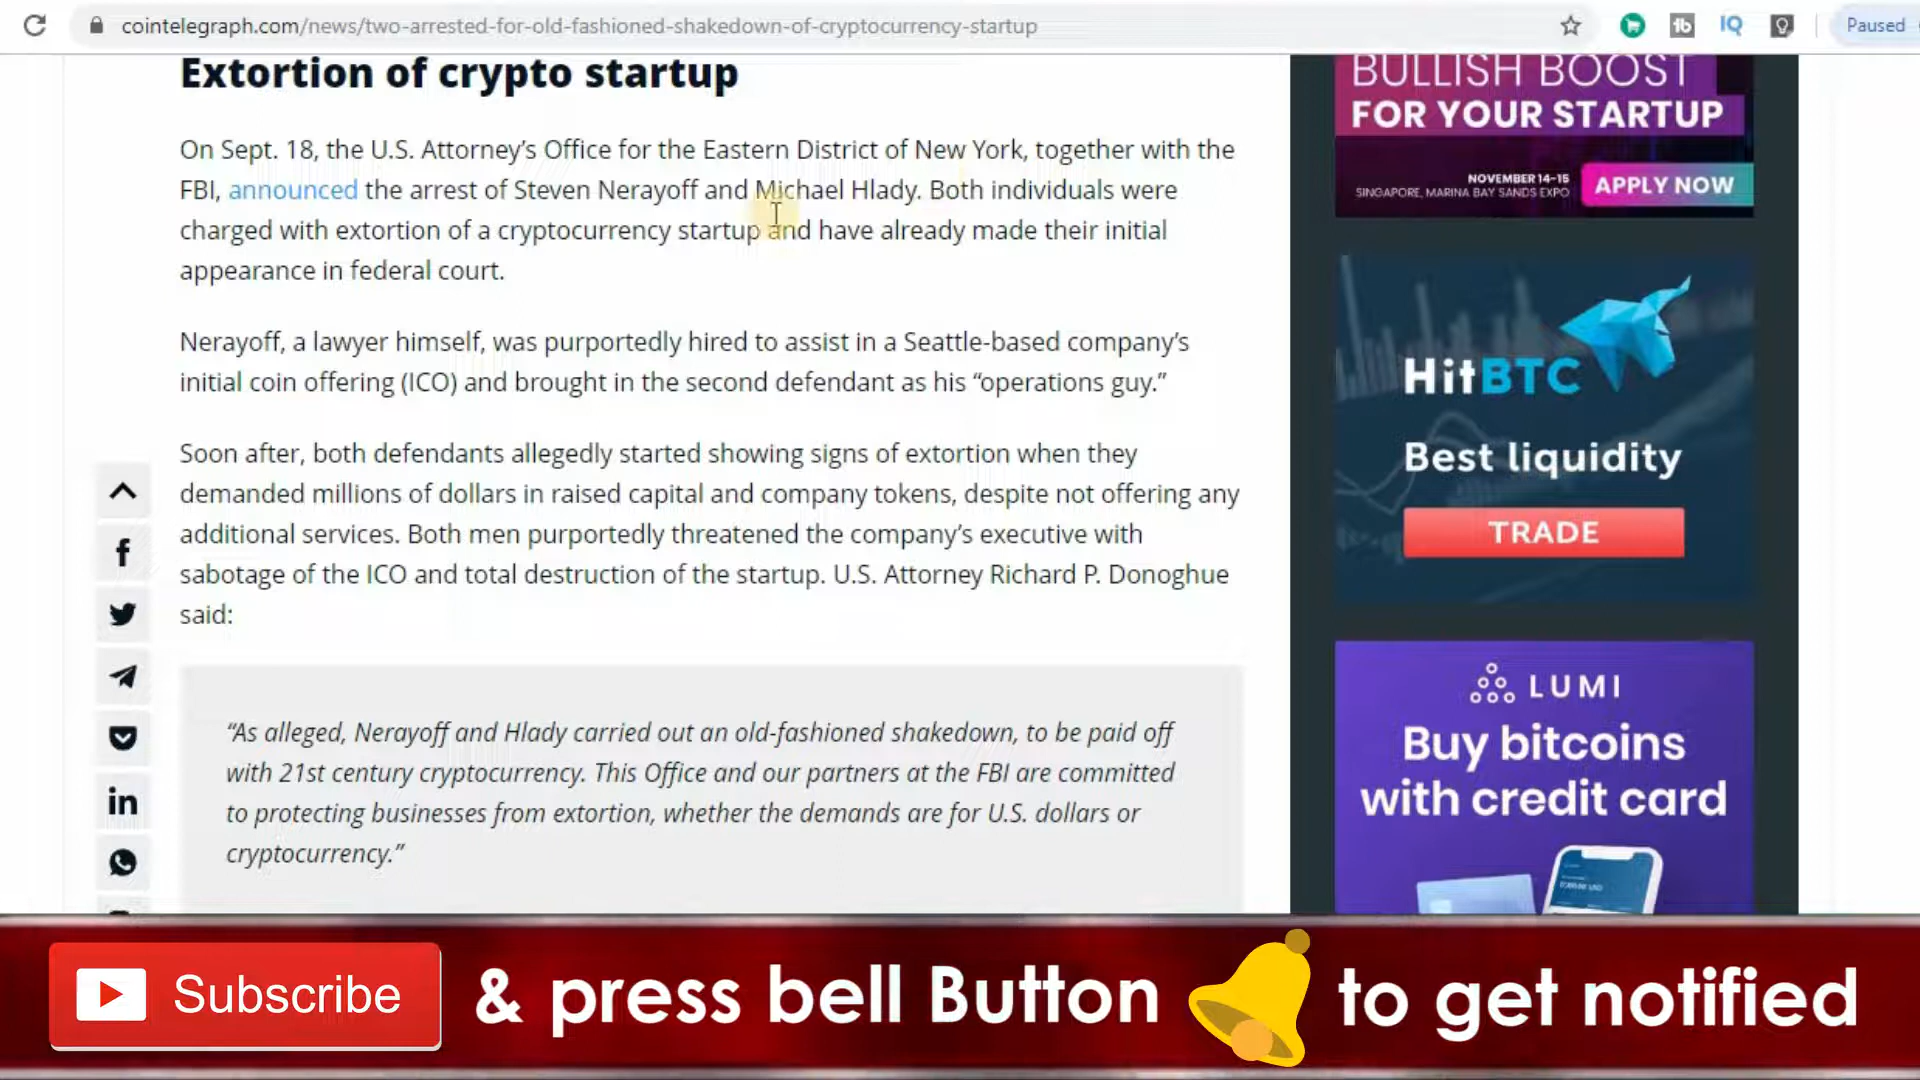 cointelegraph.com/news/two-arrested-for-old-fashioned-shakedown-of-cryptocurrency-startup
tb
IQ
Paused
Extortion of crypto startup
On Sept. 18, the U.S. Attorney’s Office for the Eastern District of New York, together with the
FBI, announced the arrest of Steven Nerayoff and Michael Hlady. Both individuals were
charged with extortion of a cryptocurrency startup and have already made their initial
appearance in federal court.
Nerayoff, a lawyer himself, was purportedly hired to assist in a Seattle-based company’s
initial coin offering (ICO) and brought in the second defendant as his “operations guy.”
Soon after, both defendants allegedly started showing signs of extortion when they
demanded millions of dollars in raised capital and company tokens, despite not offering any
additional services. Both men purportedly threatened the company’s executive with
sabotage of the ICO and total destruction of the startup. U.S. Attorney Richard P. Donoghue
said:
“As alleged, Nerayoff and Hlady carried out an old-fashioned shakedown, to be paid off
with 21st century cryptocurrency. This Office and our partners at the FBI are committed
to protecting businesses from extortion, whether the demands are for U.S. dollars or
cryptocurrency.”
BULLISH BOOST
FOR YOUR STARTUP
NOVEMBER 14-15
SINGAPORE, MARINA BAY SANDS EXPO
APPLY NOW
HitBTC
Best liquidity
TRADE
LUMI
Buy bitcoins
with credit card
Subscribe & press bell Button to get notified